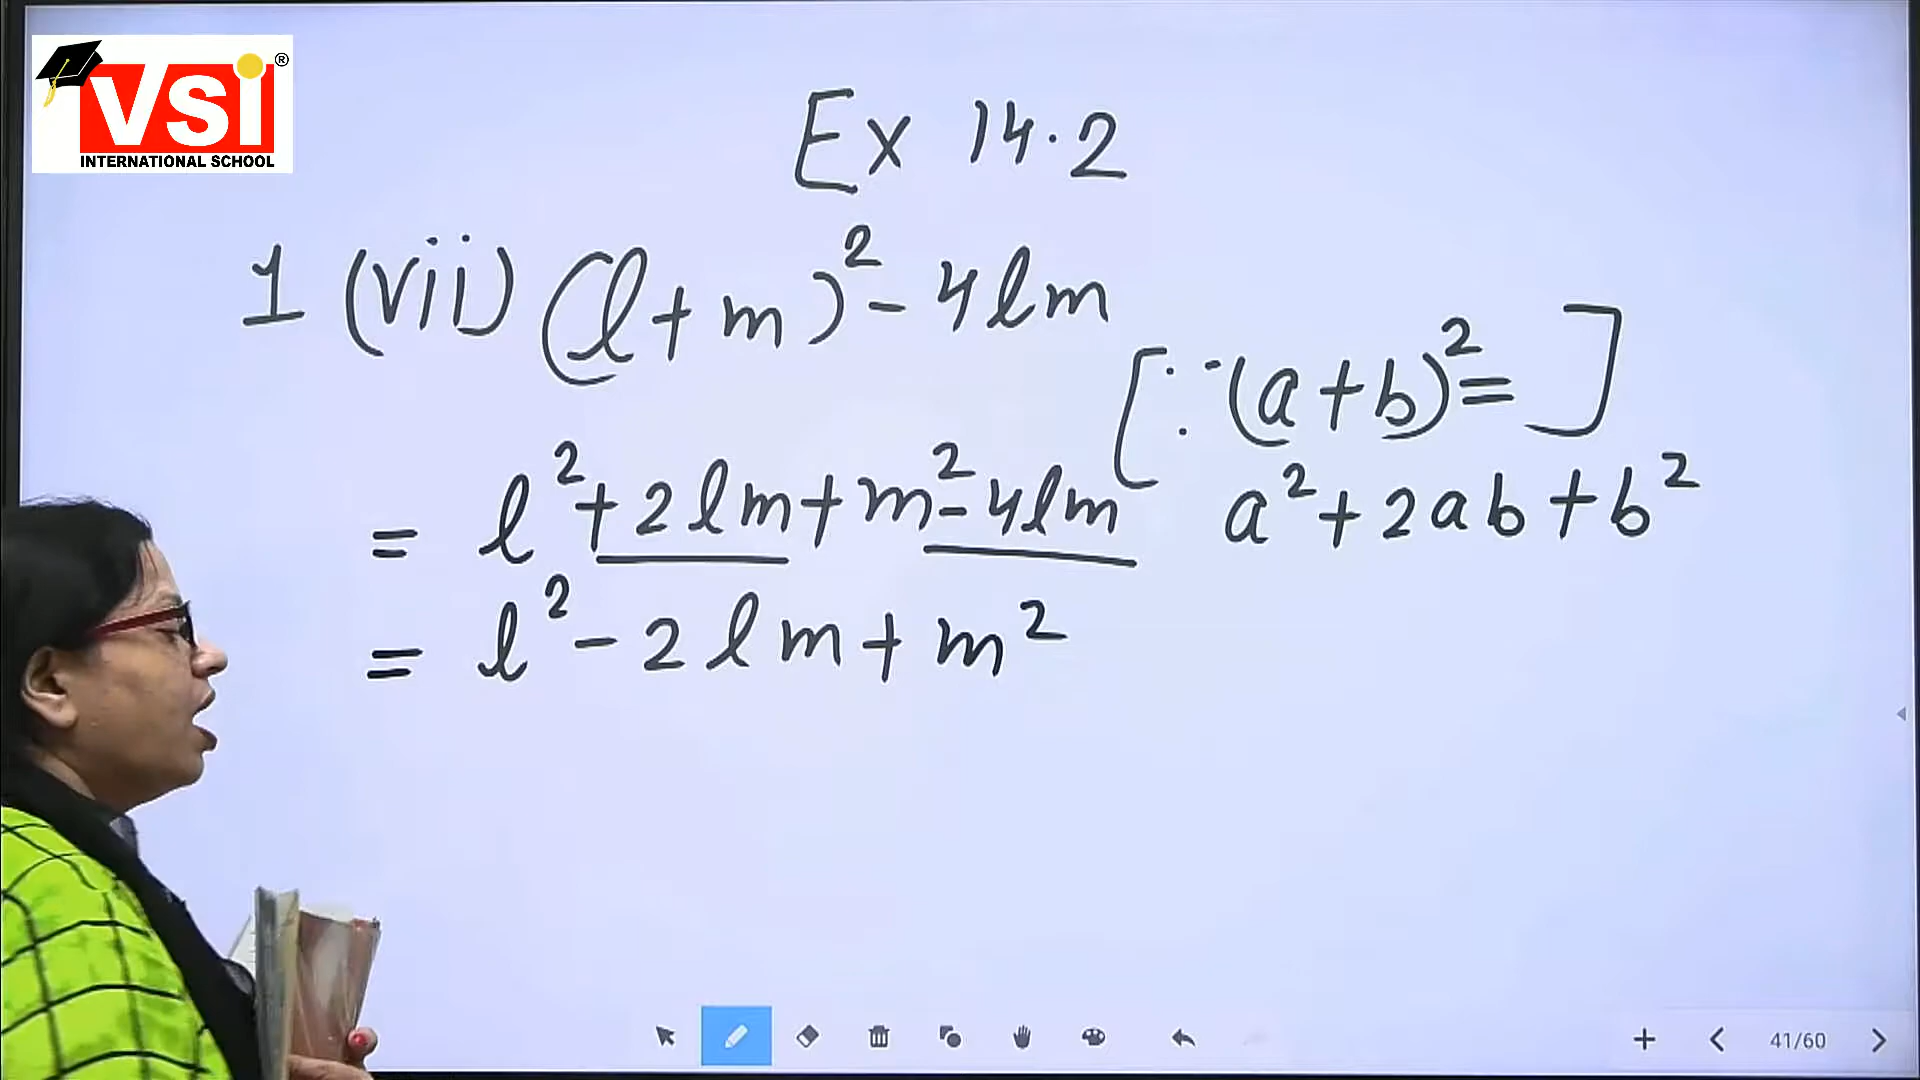 vsi ®
INTERNATIONAL SCHOOL
Ex 14.2
1 (vii) (l+m)² - 4lm
[∵ (a+b)² = ]
= l² + 2lm + m² - 4lm
a² + 2ab + b²
= l² - 2lm + m²
41/60